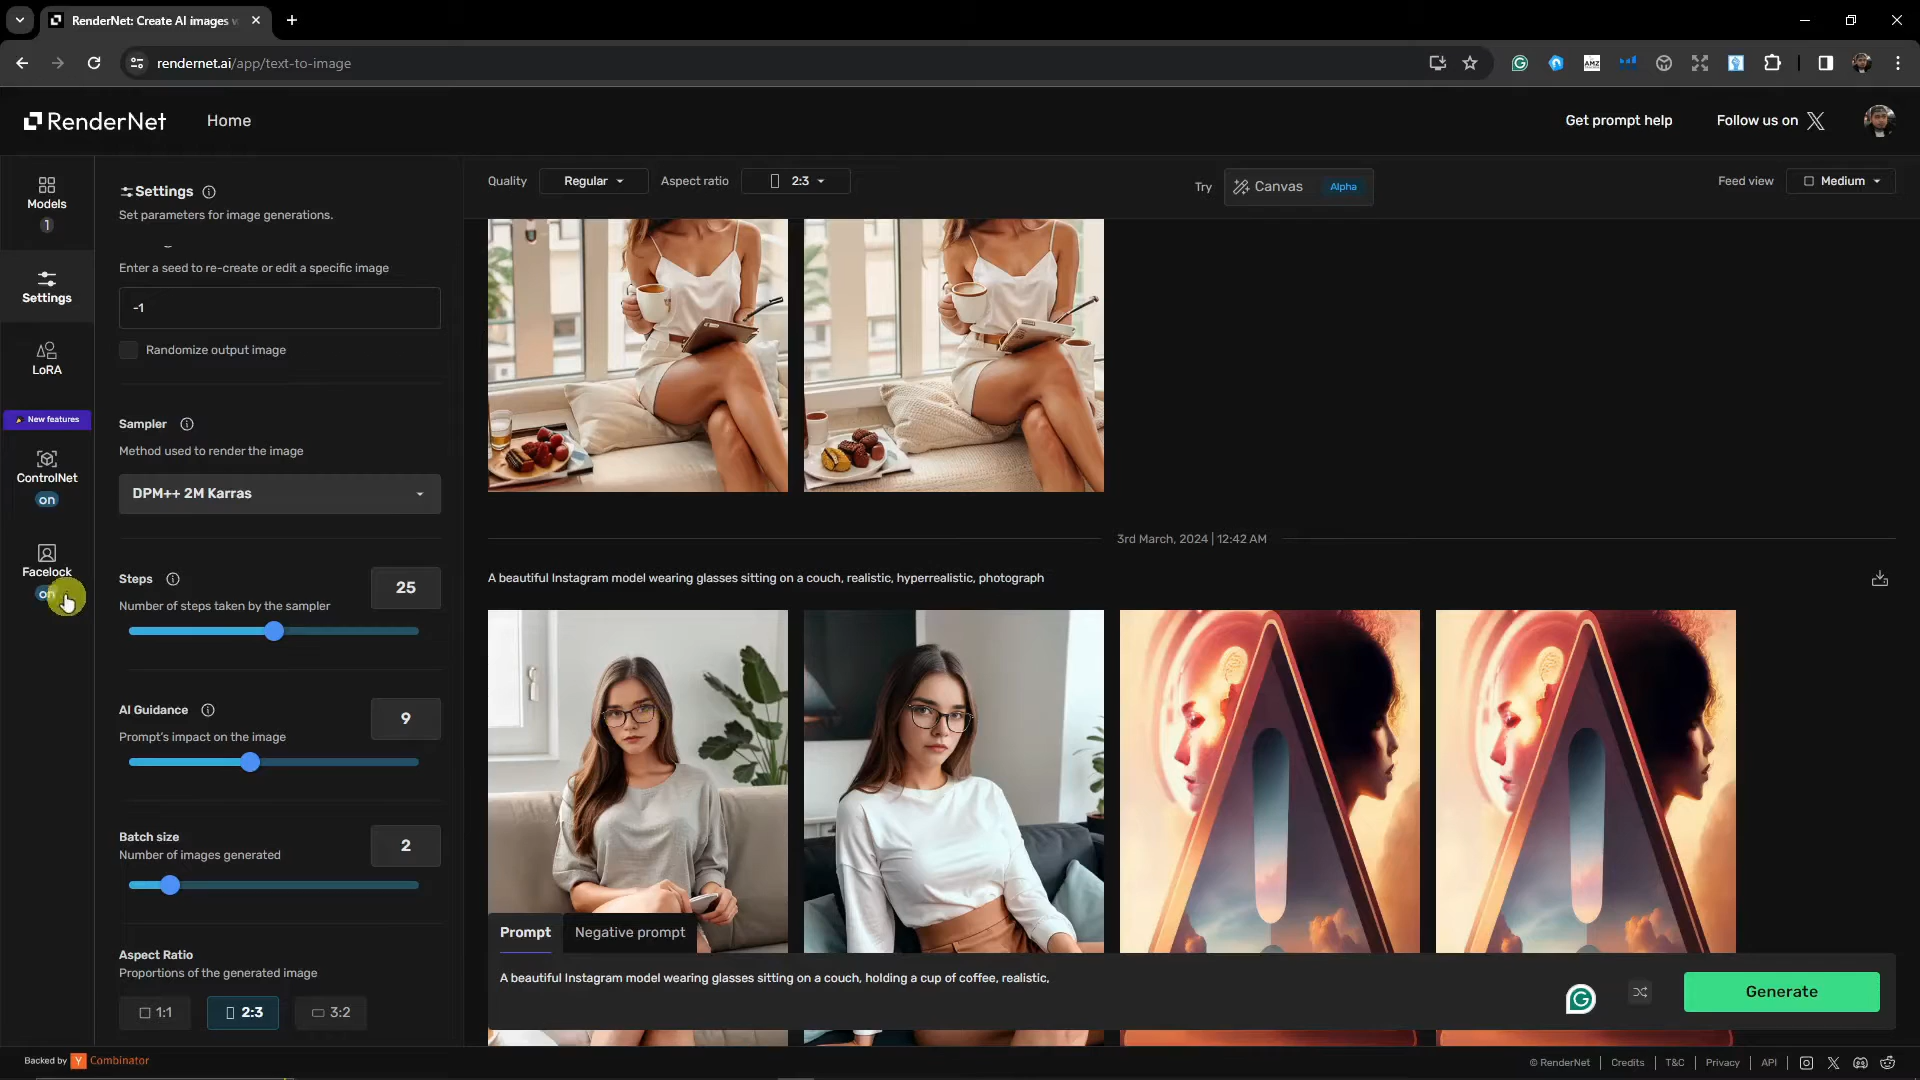 RenderNet: Create AI images w
rendernet.ai/app/text-to-image
AMZ
RenderNet
Home
Get prompt help
Follow us on X
Models
1
Settings
LoRA
New features
ControlNet
on
Facelock
on
Settings
Set parameters for image generations.
Enter a seed to re-create or edit a specific image
-1
Randomize output image
Sampler
Method used to render the image
DPM++ 2M Karras
Steps
25
Number of steps taken by the sampler
AI Guidance
9
Prompt's impact on the image
Batch size
2
Number of images generated
Aspect Ratio
Proportions of the generated image
1:1
2:3
3:2
Quality
Regular
Aspect ratio
2:3
Try
Canvas
Alpha
Feed view
Medium
3rd March, 2024 | 12:42 AM
A beautiful Instagram model wearing glasses sitting on a couch, realistic, hyperrealistic, photograph
Prompt
Negative prompt
A beautiful Instagram model wearing glasses sitting on a couch, holding a cup of coffee, realistic,
Generate
Backed by Y Combinator
© RenderNet
Credits
T&C
Privacy
API